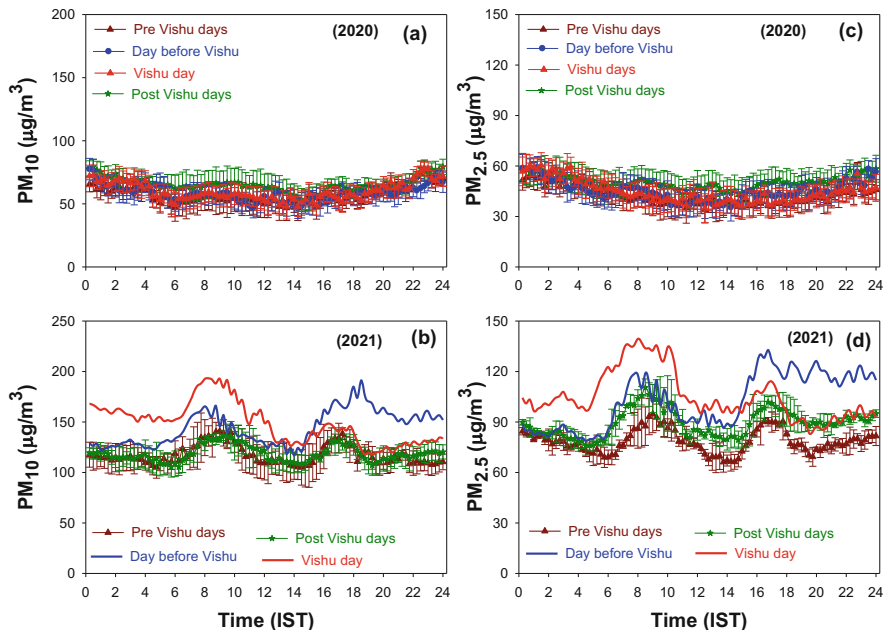 (2020) (a)
Pre Vishu days
Day before Vishu
Vishu day
Post Vishu days
PM10 (μg/m3)
200
150
100
50
0
0 2 4 6 8 10 12 14 16 18 20 22 24
(2020) (c)
Pre Vishu days
Day before Vishu
Vishu days
Post Vishu days
PM2.5 (μg/m3)
150
120
90
60
30
0
0 2 4 6 8 10 12 14 16 18 20 22 24
(2021) (b)
PM10 (μg/m3)
250
200
150
100
50
0
Pre Vishu days
Post Vishu days
Day before Vishu
Vishu day
0 2 4 6 8 10 12 14 16 18 20 22 24
Time (IST)
(2021) (d)
PM2.5 (μg/m3)
150
120
90
60
30
0
Pre Vishu days
Post Vishu days
Day before Vishu
Vishu day
0 2 4 6 8 10 12 14 16 18 20 22 24
Time (IST)